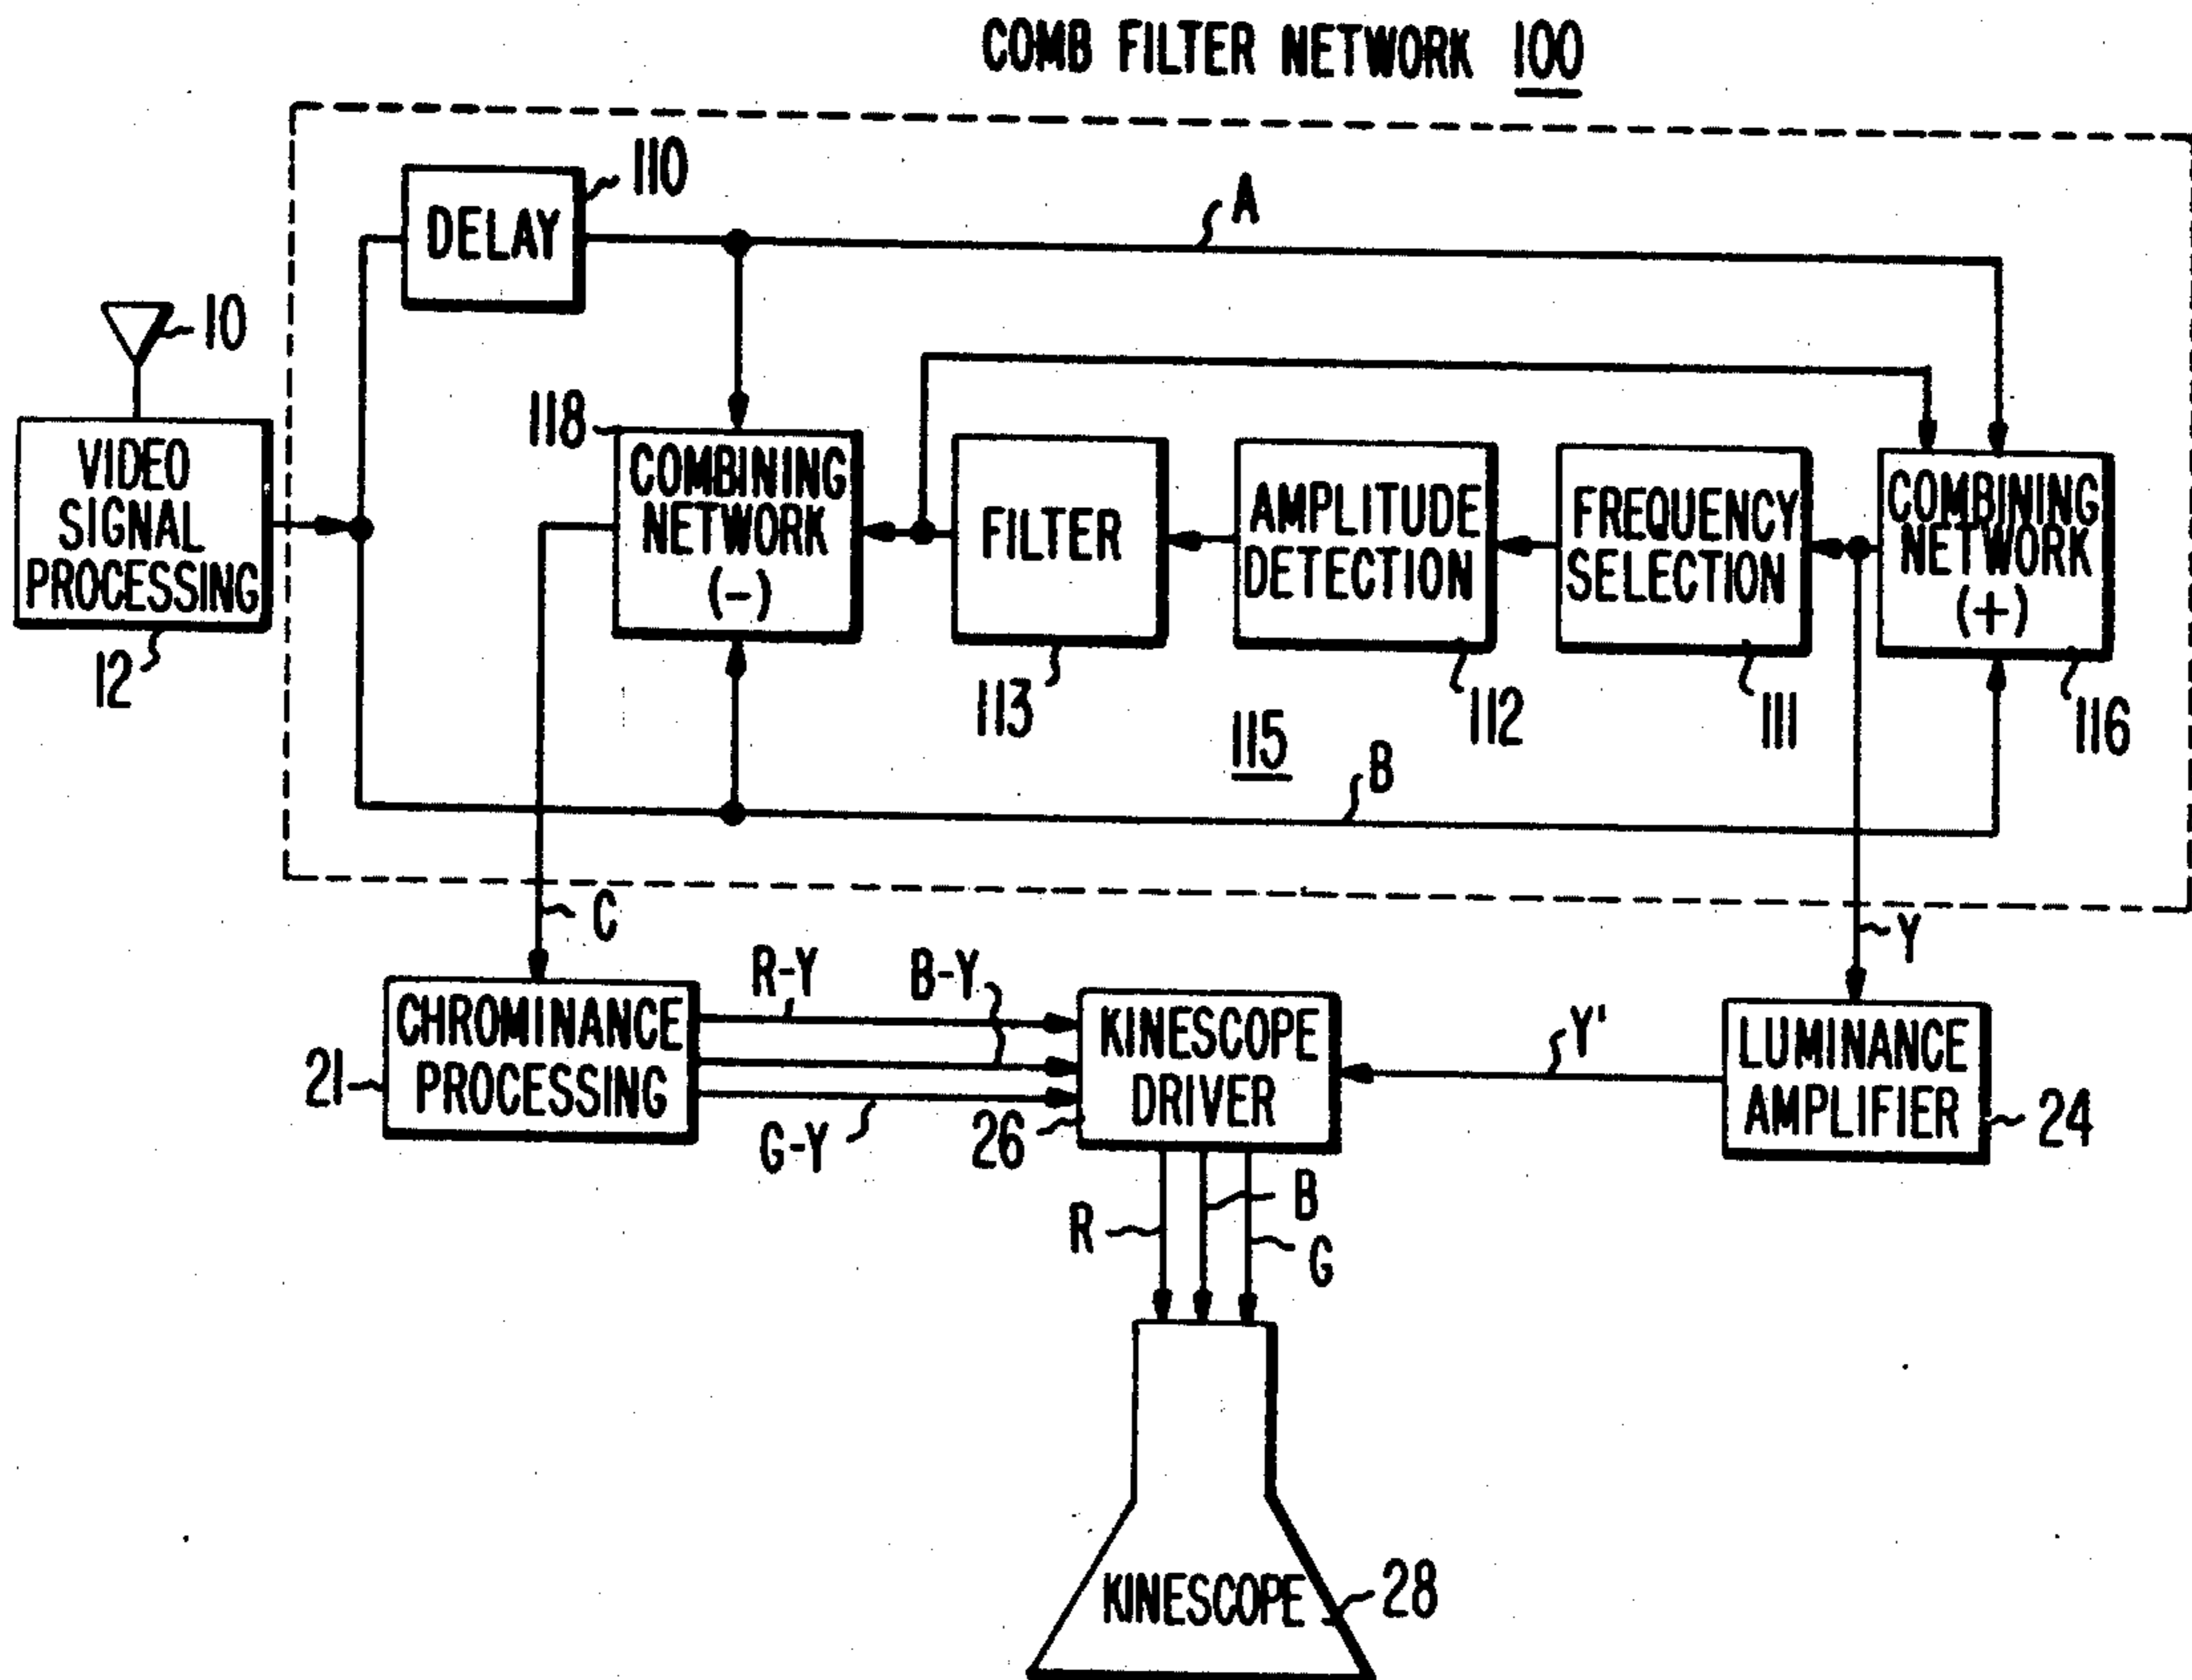 COMB FILTER NETWORK 100
110
DELAY
A
10
118
VIDEO
SIGNAL
PROCESSING
12
COMBINING
NETWORK
(-)
FILTER
113
AMPLITUDE
DETECTION
112
FREQUENCY
SELECTION
111
COMBINING
NETWORK
(+)
116
115
B
C
Y
CHROMINANCE
PROCESSING
21
R-Y
B-Y
G-Y
KINESCOPE
DRIVER
26
Y'
LUMINANCE
AMPLIFIER
24
R
B
G
KINESCOPE
28